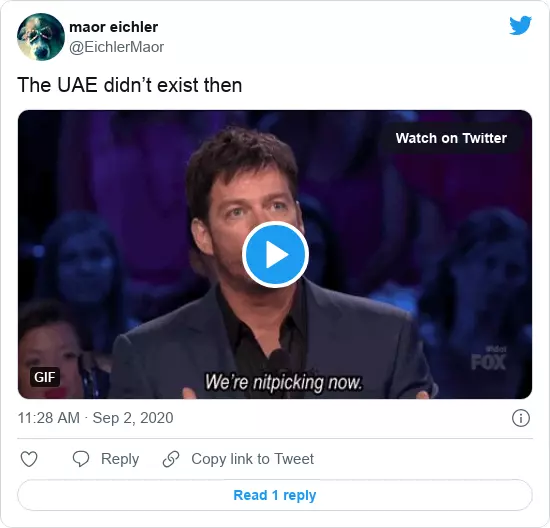 maor eichler
@EichlerMaor
The UAE didn’t exist then
Watch on Twitter
idol
FOX
GIF
We're nitpicking now.
11:28 AM · Sep 2, 2020
Reply
Copy link to Tweet
Read 1 reply